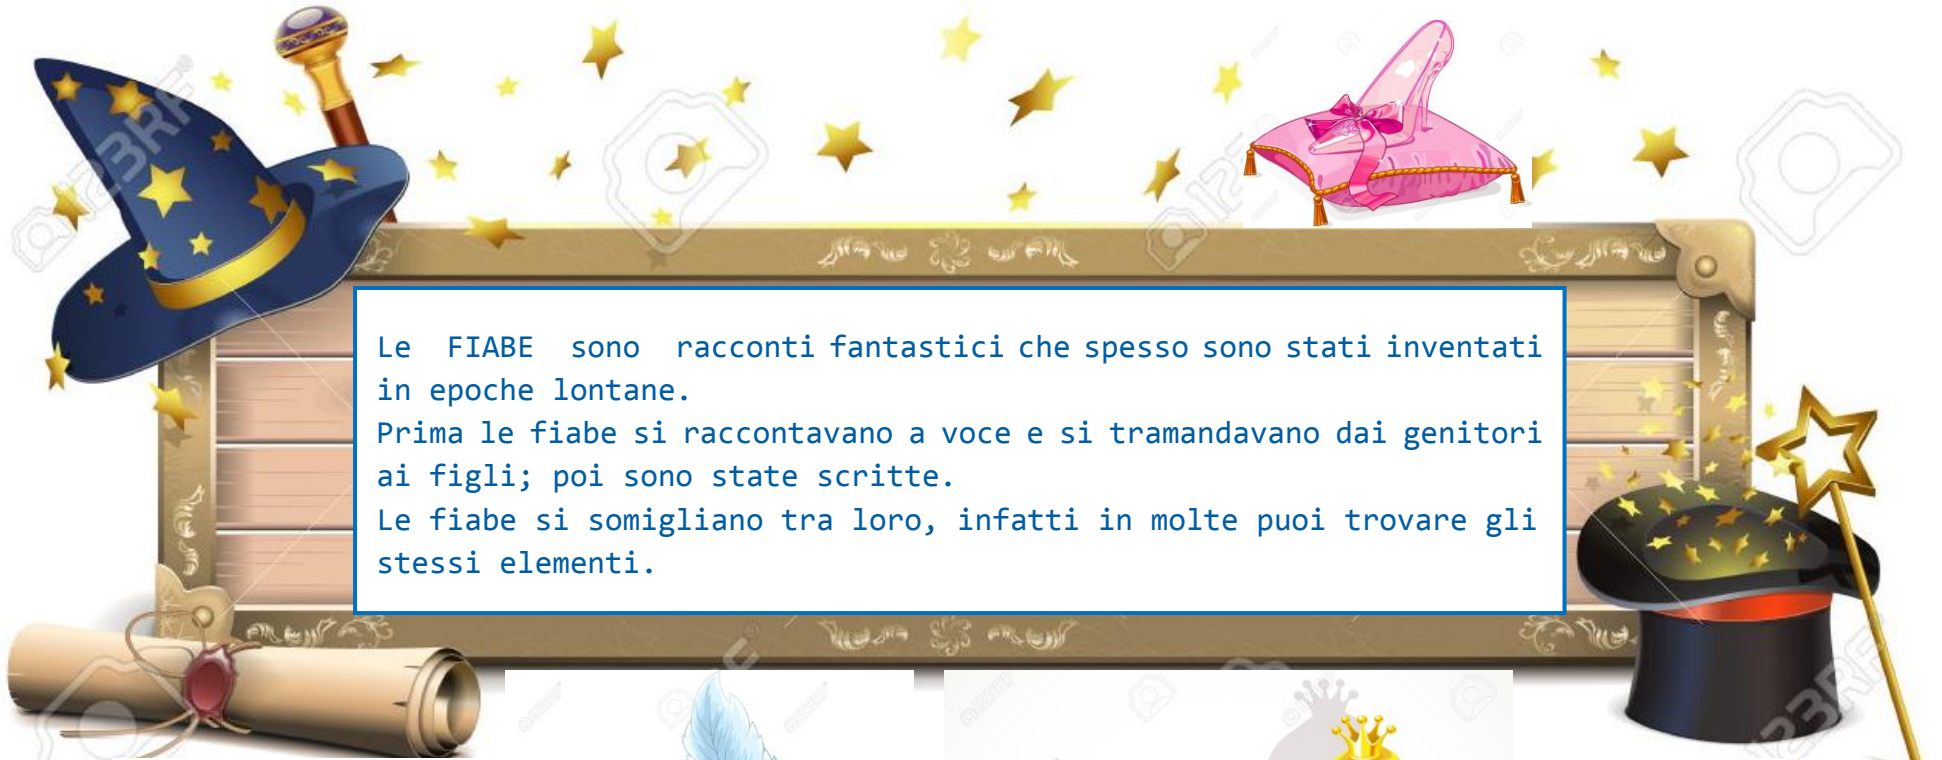 Le FIABE sono racconti fantastici che spesso sono stati inventati
in epoche lontane.
Prima le fiabe si raccontavano a voce e si tramandavano dai genitori
ai figli; poi sono state scritte.
Le fiabe si somigliano tra loro, infatti in molte puoi trovare gli
stessi elementi.
123RF
123RF